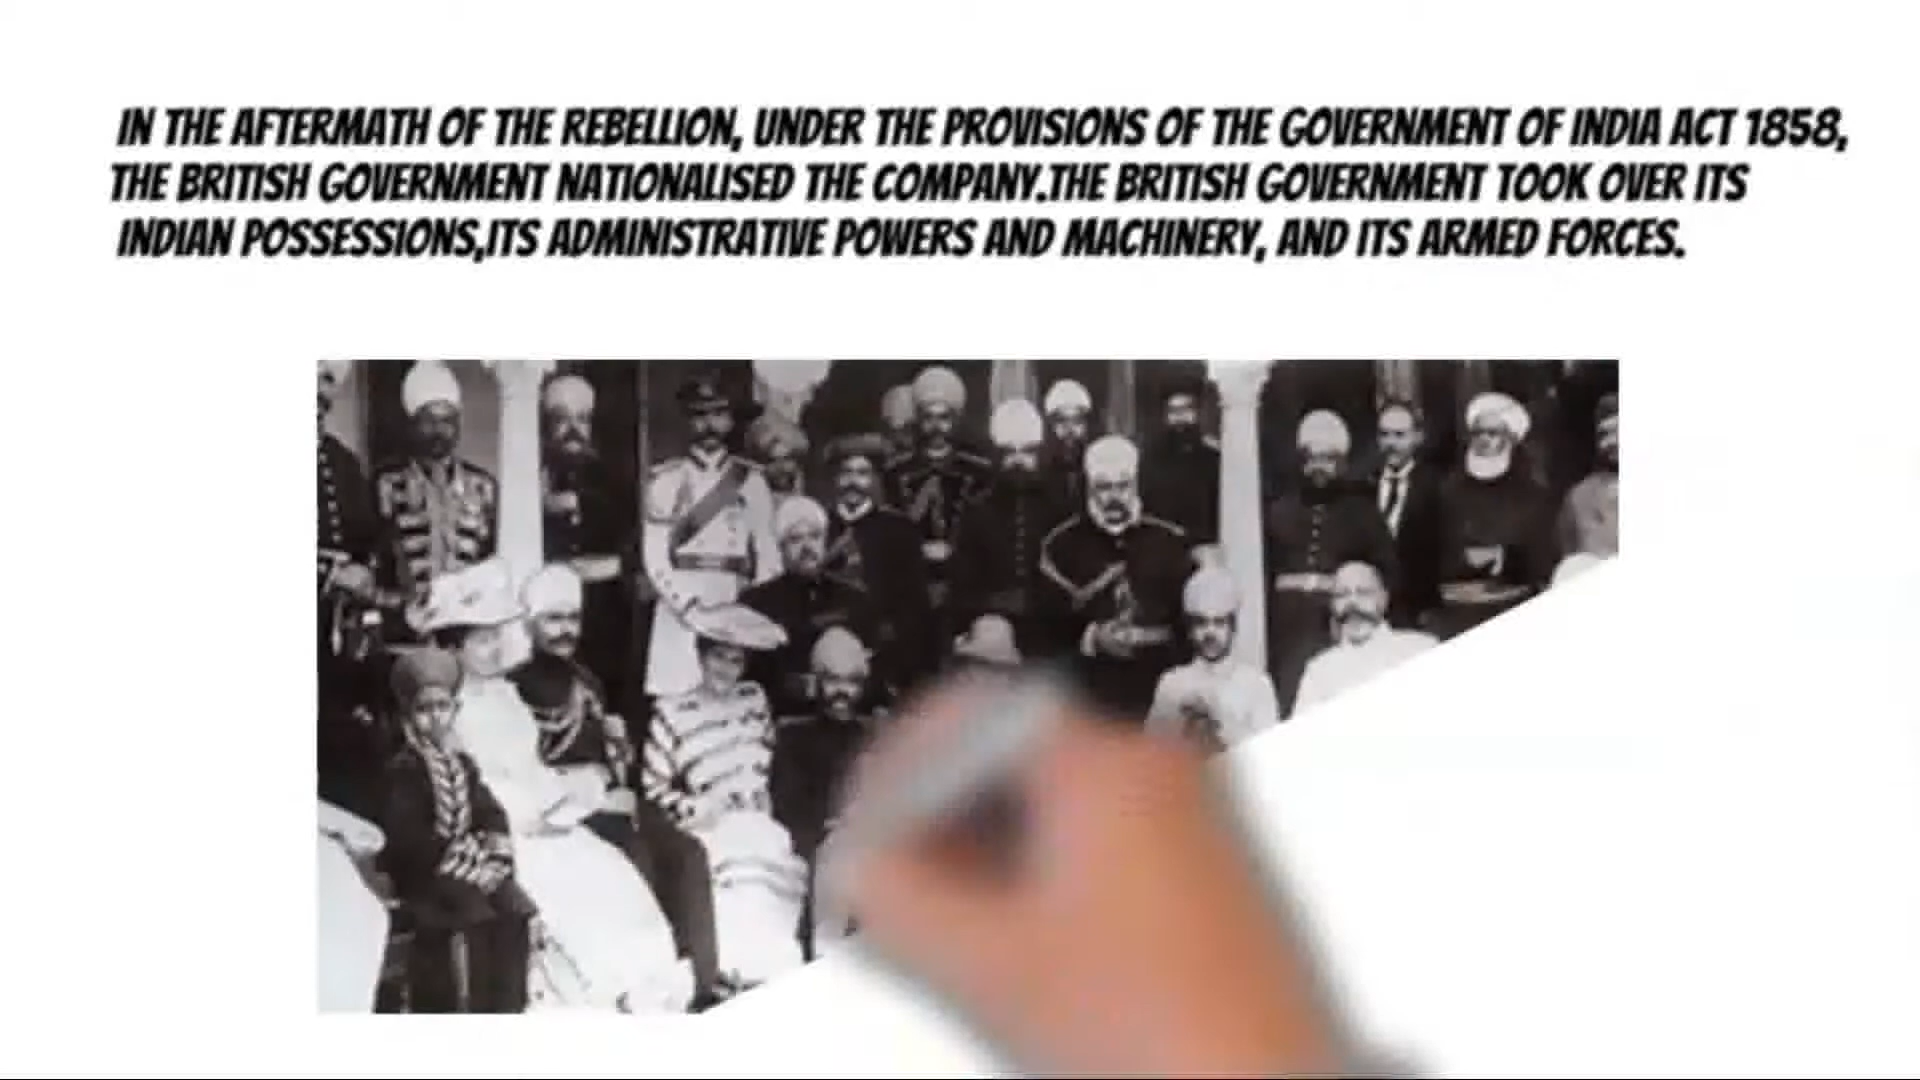 IN THE AFTERMATH OF THE REBELLION, UNDER THE PROVISIONS OF THE GOVERNMENT OF INDIA ACT 1858,
THE BRITISH GOVERNMENT NATIONALISED THE COMPANY.THE BRITISH GOVERNMENT TOOK OVER ITS
INDIAN POSSESSIONS,ITS ADMINISTRATIVE POWERS AND MACHINERY, AND ITS ARMED FORCES.